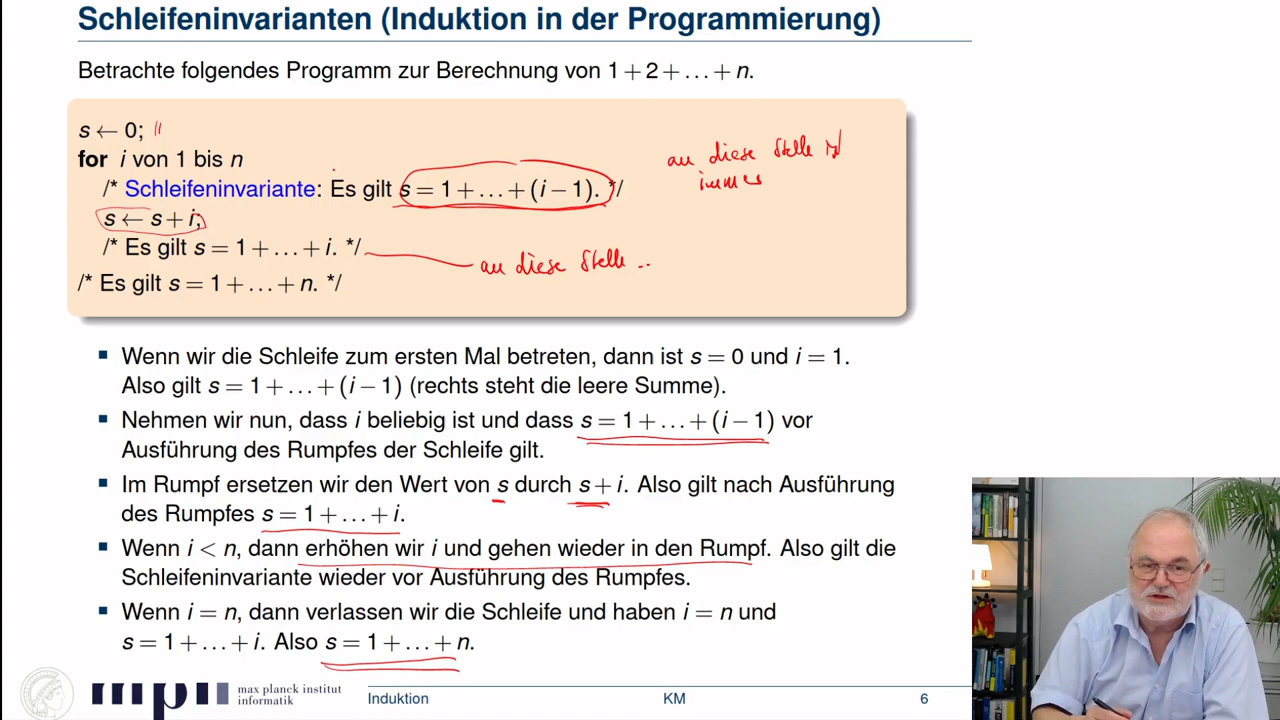 Schleifeninvarianten (Induktion in der Programmierung)
Betrachte folgendes Programm zur Berechnung von 1 + 2 + … + n.
s ← 0; //
for i von 1 bis n
/* Schleifeninvariante: Es gilt s = 1 + … + (i − 1). */
an diese Stelle
immer
s ← s + i;
/* Es gilt s = 1 + … + i. */
an diese Stelle ..
/* Es gilt s = 1 + … + n. */
▪ Wenn wir die Schleife zum ersten Mal betreten, dann ist s = 0 und i = 1.
Also gilt s = 1 + … + (i − 1) (rechts steht die leere Summe).
▪ Nehmen wir nun, dass i beliebig ist und dass s = 1 + … + (i − 1) vor
Ausführung des Rumpfes der Schleife gilt.
▪ Im Rumpf ersetzen wir den Wert von s durch s + i. Also gilt nach Ausführung
des Rumpfes s = 1 + … + i.
▪ Wenn i < n, dann erhöhen wir i und gehen wieder in den Rumpf. Also gilt die
Schleifeninvariante wieder vor Ausführung des Rumpfes.
▪ Wenn i = n, dann verlassen wir die Schleife und haben i = n und
s = 1 + … + i. Also s = 1 + … + n.
mpii max planck institut
informatik
Induktion
KM
6